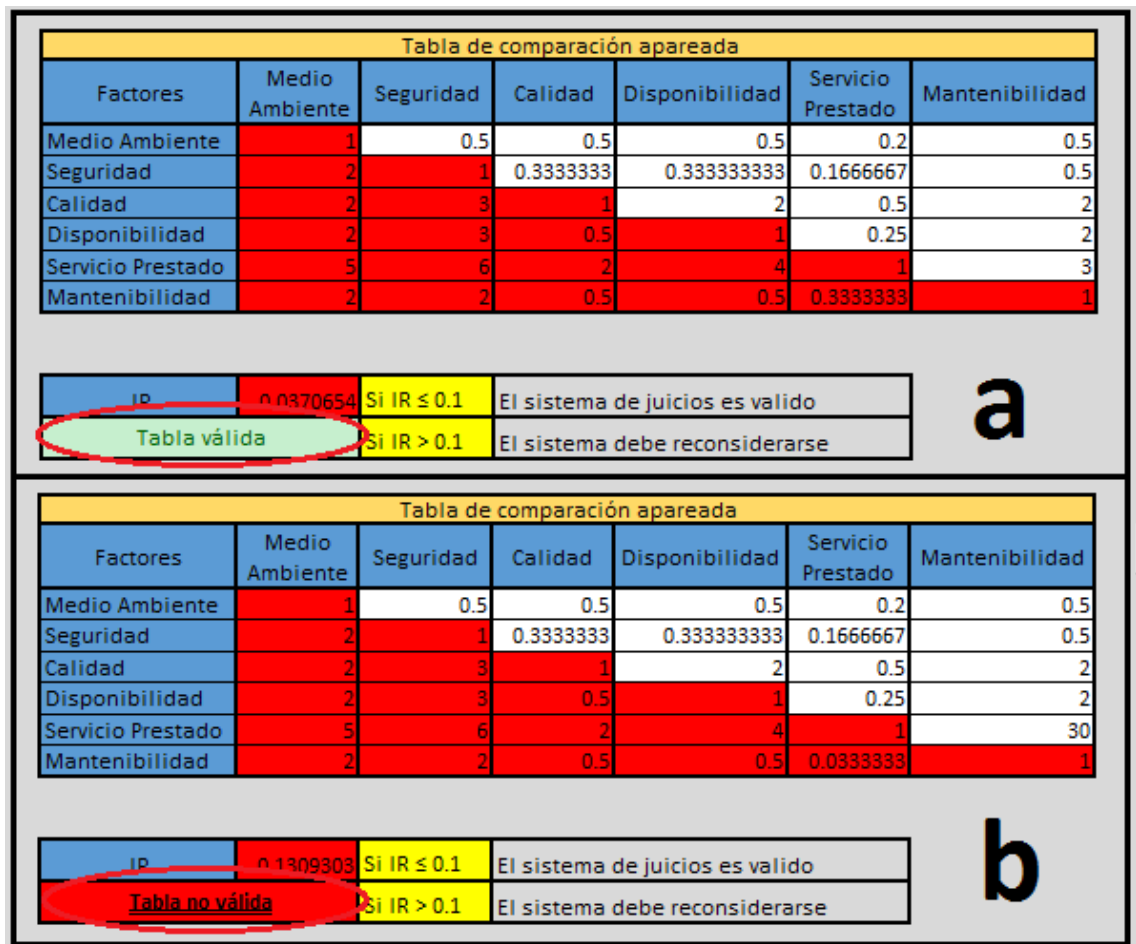 Tabla de comparación apareada
Factores Medio Ambiente Seguridad Calidad Disponibilidad Servicio Prestado Mantenibilidad
Medio Ambiente 1 0.5 0.5 0.5 0.2 0.5
Seguridad 2 1 0.3333333 0.333333333 0.1666667 0.5
Calidad 2 3 1 2 0.5 2
Disponibilidad 2 3 0.5 1 0.25 2
Servicio Prestado 5 6 2 4 1 3
Mantenibilidad 2 2 0.5 0.5 0.3333333 1
IR 0.0370654 Si IR ≤ 0.1 El sistema de juicios es valido
Tabla válida Si IR > 0.1 El sistema debe reconsiderarse
a
Tabla de comparación apareada
Factores Medio Ambiente Seguridad Calidad Disponibilidad Servicio Prestado Mantenibilidad
Medio Ambiente 1 0.5 0.5 0.5 0.2 0.5
Seguridad 2 1 0.3333333 0.333333333 0.1666667 0.5
Calidad 2 3 1 2 0.5 2
Disponibilidad 2 3 0.5 1 0.25 2
Servicio Prestado 5 6 2 4 1 30
Mantenibilidad 2 2 0.5 0.5 0.0333333 1
IR 0.1309303 Si IR ≤ 0.1 El sistema de juicios es valido
Tabla no válida Si IR > 0.1 El sistema debe reconsiderarse
b